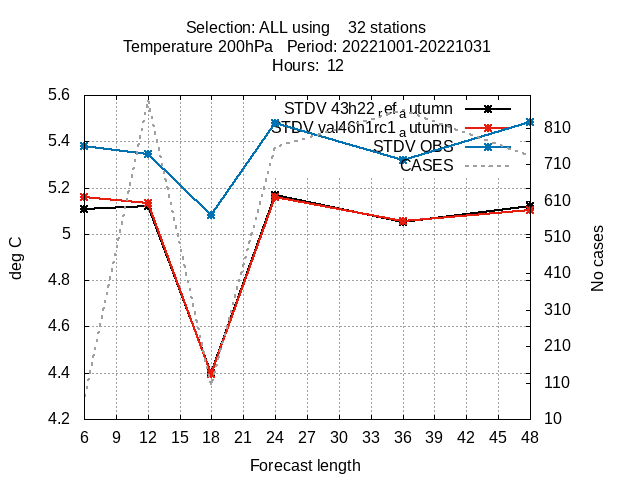 Selection: ALL using 32 stations
Temperature 200hPa Period: 20221001-20221031
Hours: 12
STDV 43h22_ref_autumn
STDV val46h1rc1_autumn
STDV OBS
CASES
5.6
5.4
5.2
5
4.8
4.6
4.4
4.2
deg C
810
710
610
510
410
310
210
110
10
No cases
6 9 12 15 18 21 24 27 30 33 36 39 42 45 48
Forecast length